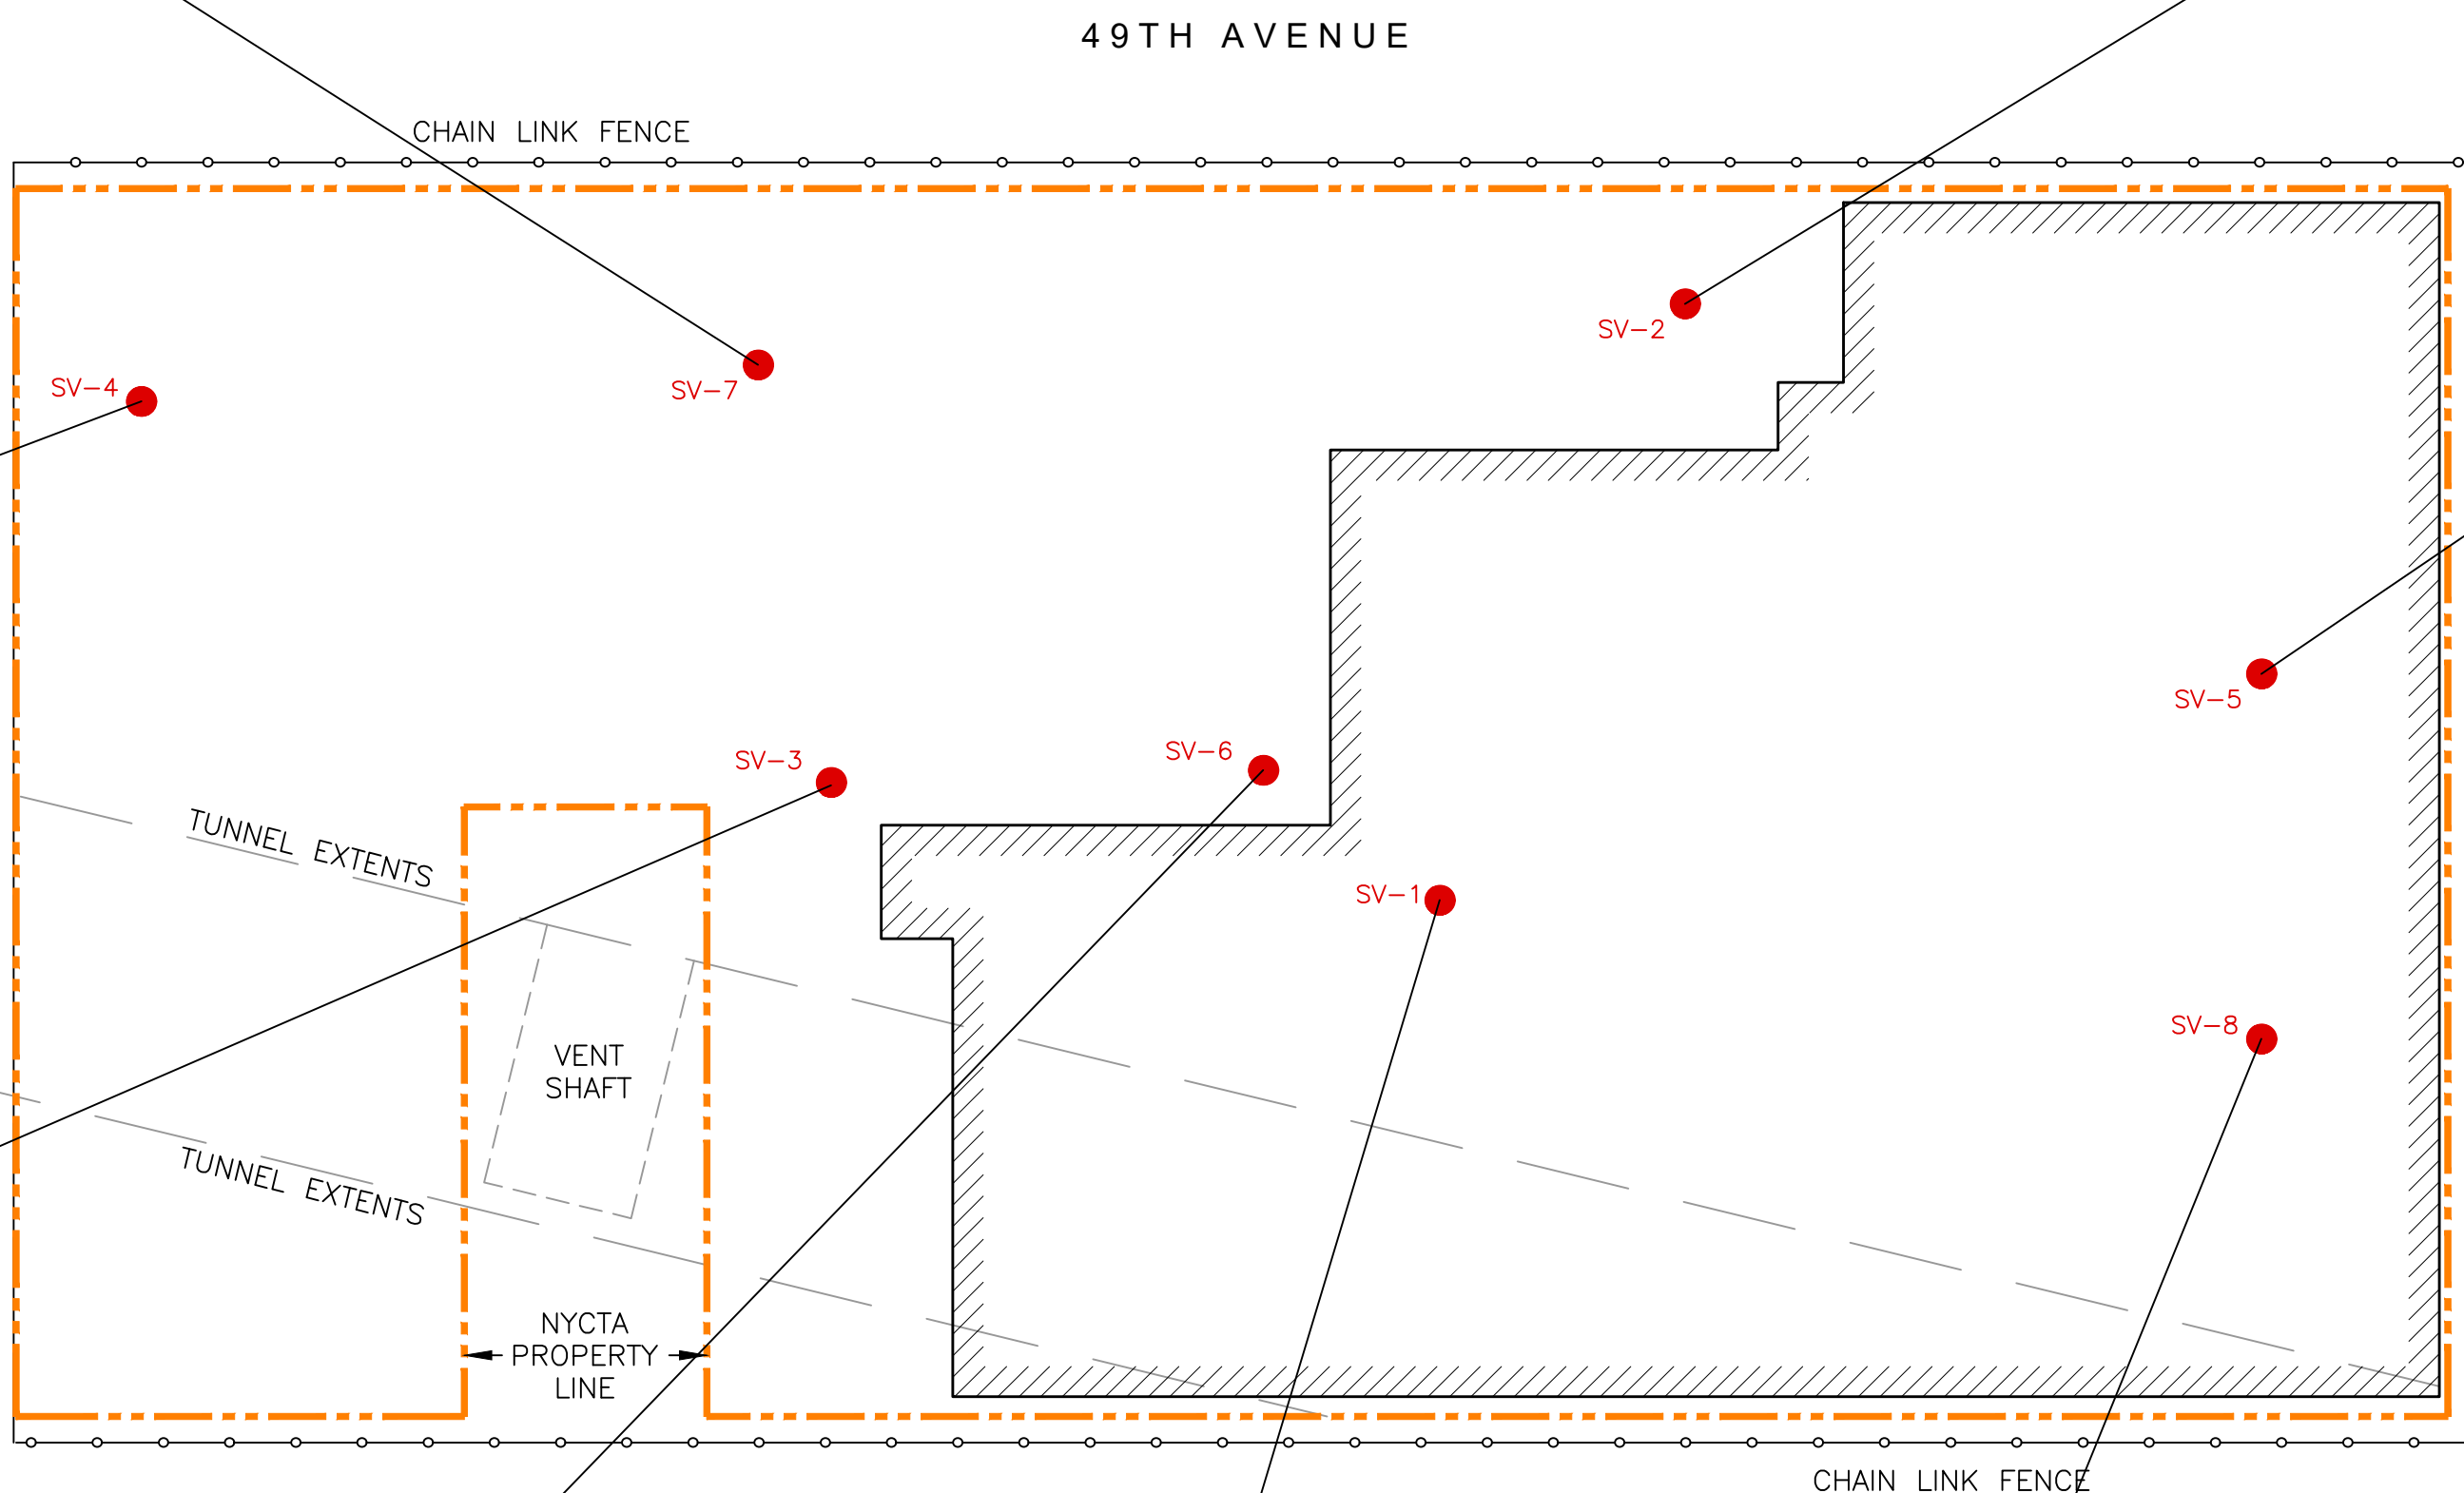 49TH AVENUE
CHAIN LINK FENCE
SV-2
SV-7
SV-4
SV-5
SV-6
SV-3
TUNNEL EXTENTS
SV-1
SV-8
VENT
SHAFT
TUNNEL EXTENTS
NYCTA
PROPERTY
LINE
CHAIN LINK FENCE